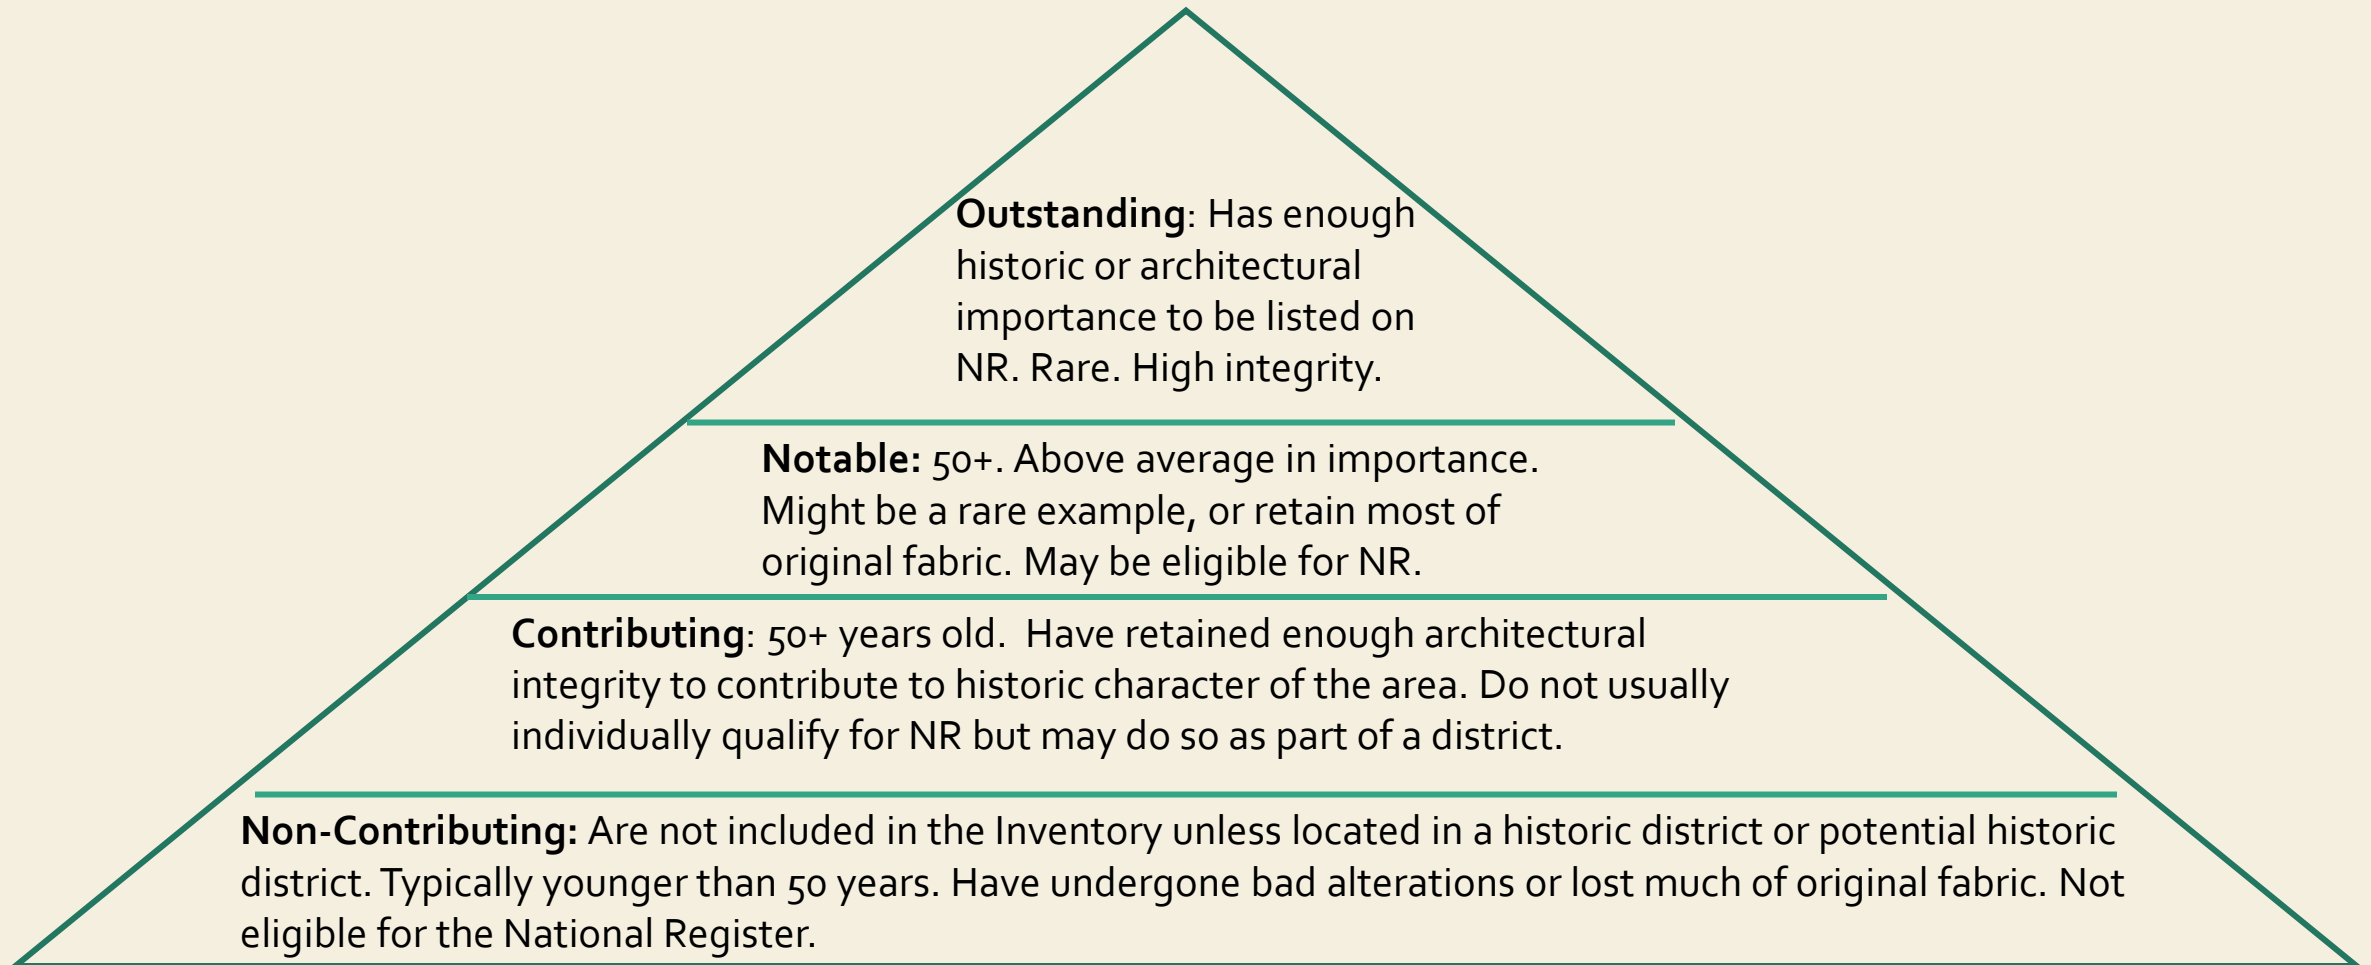 Outstanding: Has enough
historic or architectural
importance to be listed on
NR. Rare. High integrity.
Notable: 50+. Above average in importance.
Might be a rare example, or retain most of
original fabric. May be eligible for NR.
Contributing: 50+ years old.  Have retained enough architectural
integrity to contribute to historic character of the area. Do not usually
individually qualify for NR but may do so as part of a district.
Non-Contributing: Are not included in the Inventory unless located in a historic district or potential historic
district. Typically younger than 50 years. Have undergone bad alterations or lost much of original fabric. Not
eligible for the National Register.